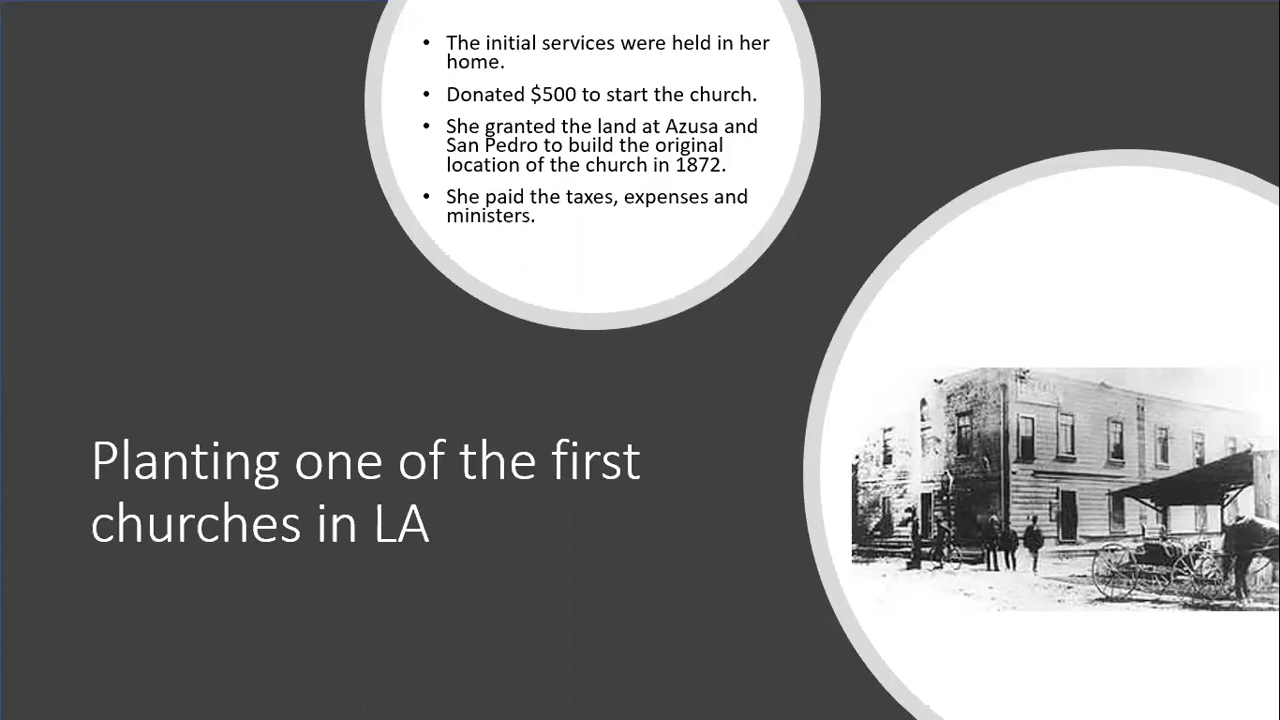 • The initial services were held in her
home.
• Donated $500 to start the church.
• She granted the land at Azusa and
San Pedro to build the original
location of the church in 1872.
• She paid the taxes, expenses and
ministers.
Planting one of the first
churches in LA